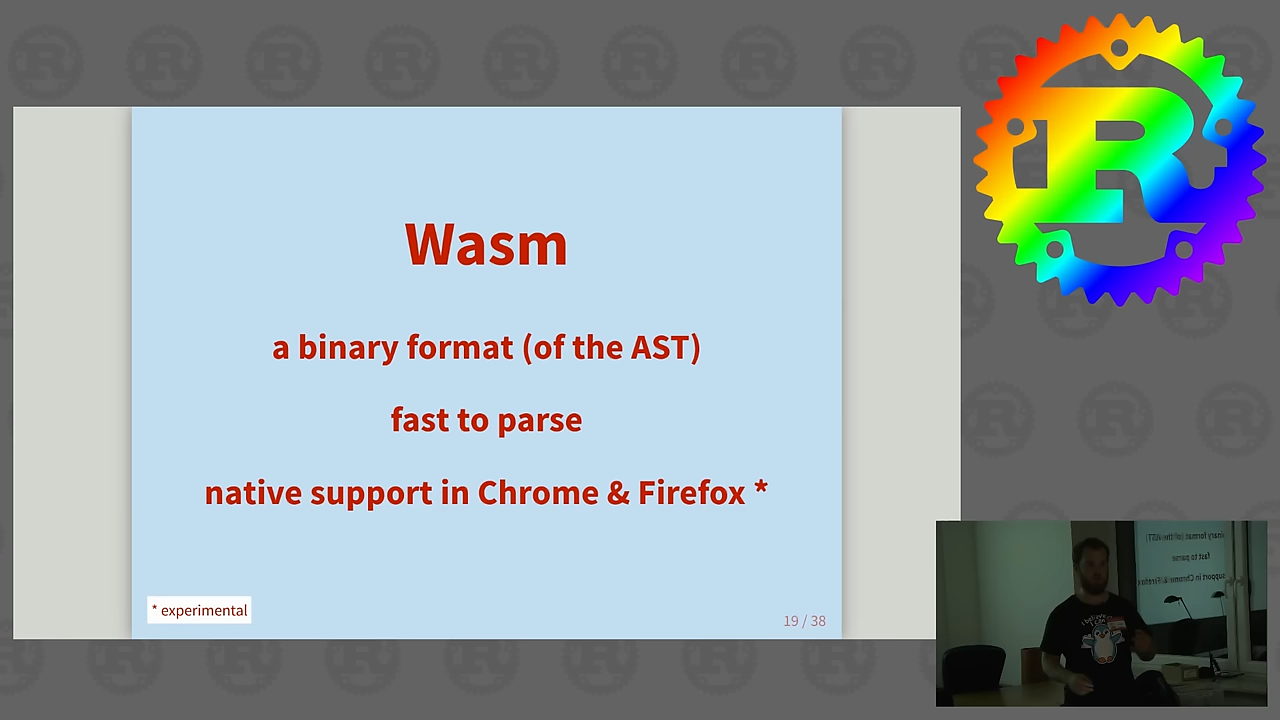 Wasm
a binary format (of the AST)
fast to parse
native support in Chrome & Firefox *
* experimental
19 / 38